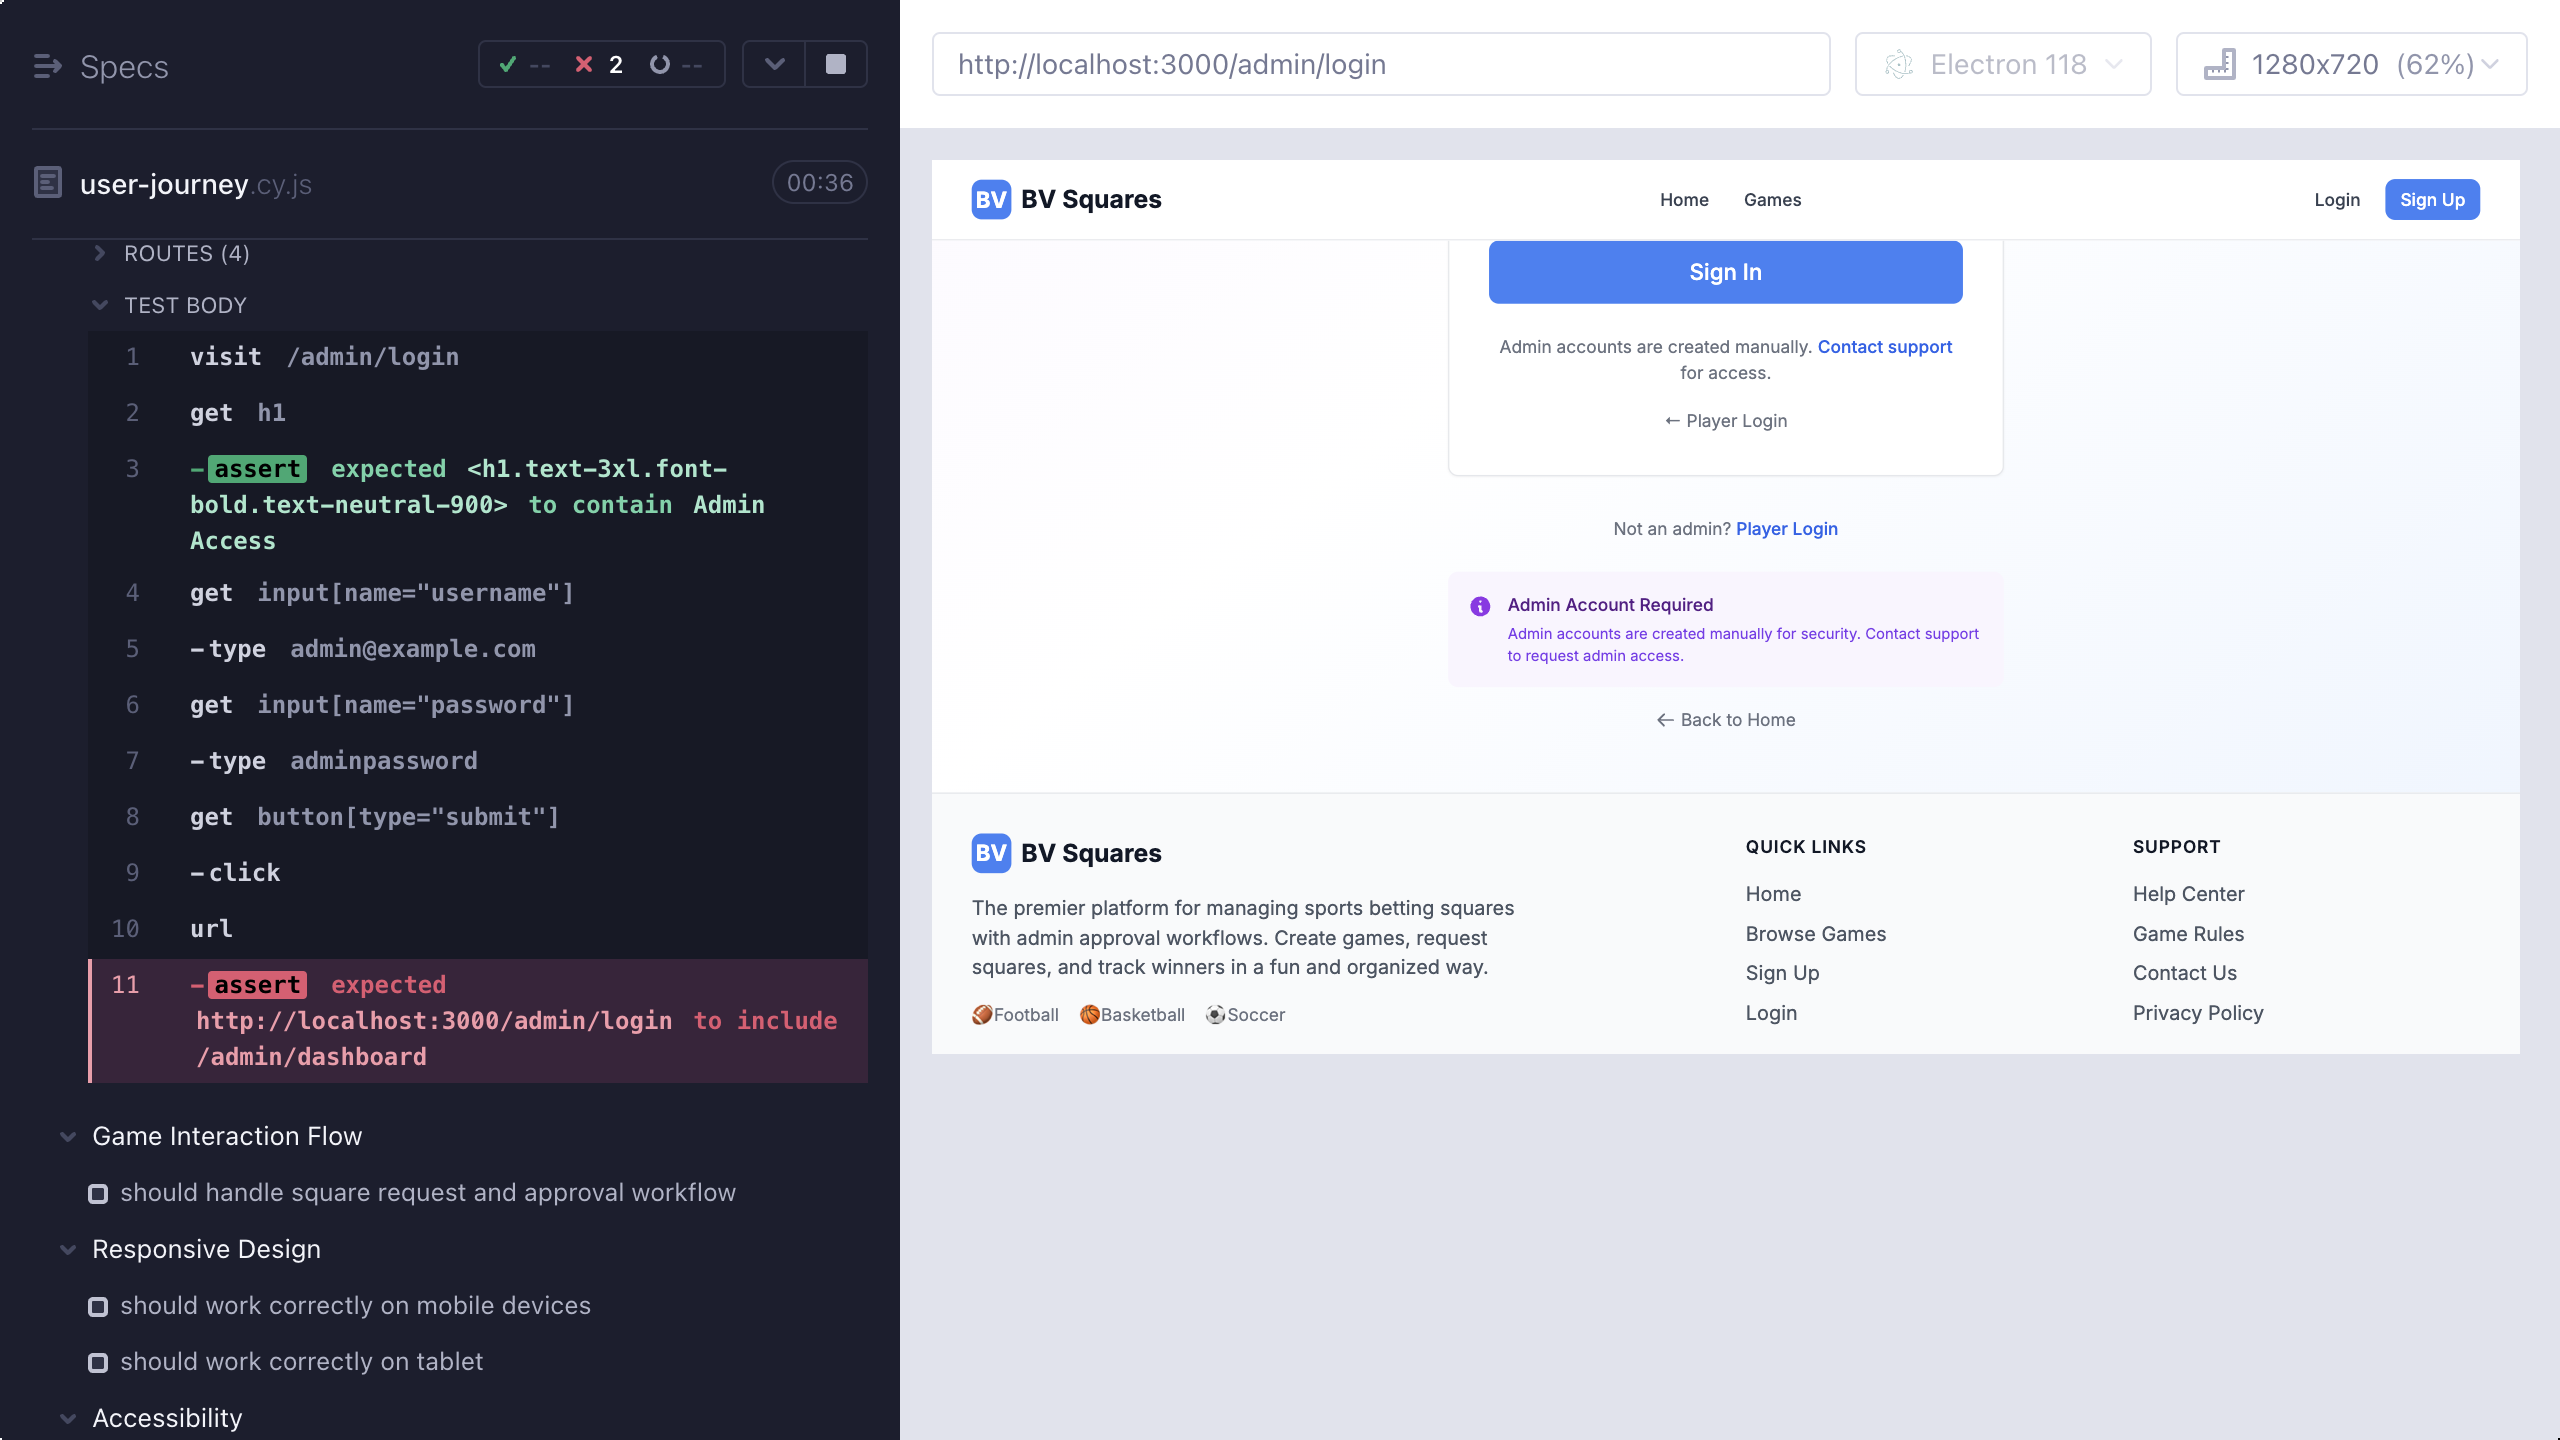 Specs
-- 2 --
user-journey.cy.js
00:36
ROUTES (4)
TEST BODY
1 visit /admin/login
2 get h1
3 -assert expected <h1.text-3xl.font-
bold.text-neutral-900> to contain Admin
Access
4 get input[name="username"]
5 -type admin@example.com
6 get input[name="password"]
7 -type adminpassword
8 get button[type="submit"]
9 -click
10 url
11 -assert expected
http://localhost:3000/admin/login to include
/admin/dashboard
Game Interaction Flow
should handle square request and approval workflow
Responsive Design
should work correctly on mobile devices
should work correctly on tablet
Accessibility
http://localhost:3000/admin/login
Electron 118
1280x720 (62%)
BV BV Squares
Home Games
Login Sign Up
Sign In
Admin accounts are created manually. Contact support
for access.
← Player Login
Not an admin? Player Login
Admin Account Required
Admin accounts are created manually for security. Contact support
to request admin access.
← Back to Home
BV BV Squares
The premier platform for managing sports betting squares
with admin approval workflows. Create games, request
squares, and track winners in a fun and organized way.
🏈Football 🏀Basketball ⚽Soccer
QUICK LINKS
Home
Browse Games
Sign Up
Login
SUPPORT
Help Center
Game Rules
Contact Us
Privacy Policy